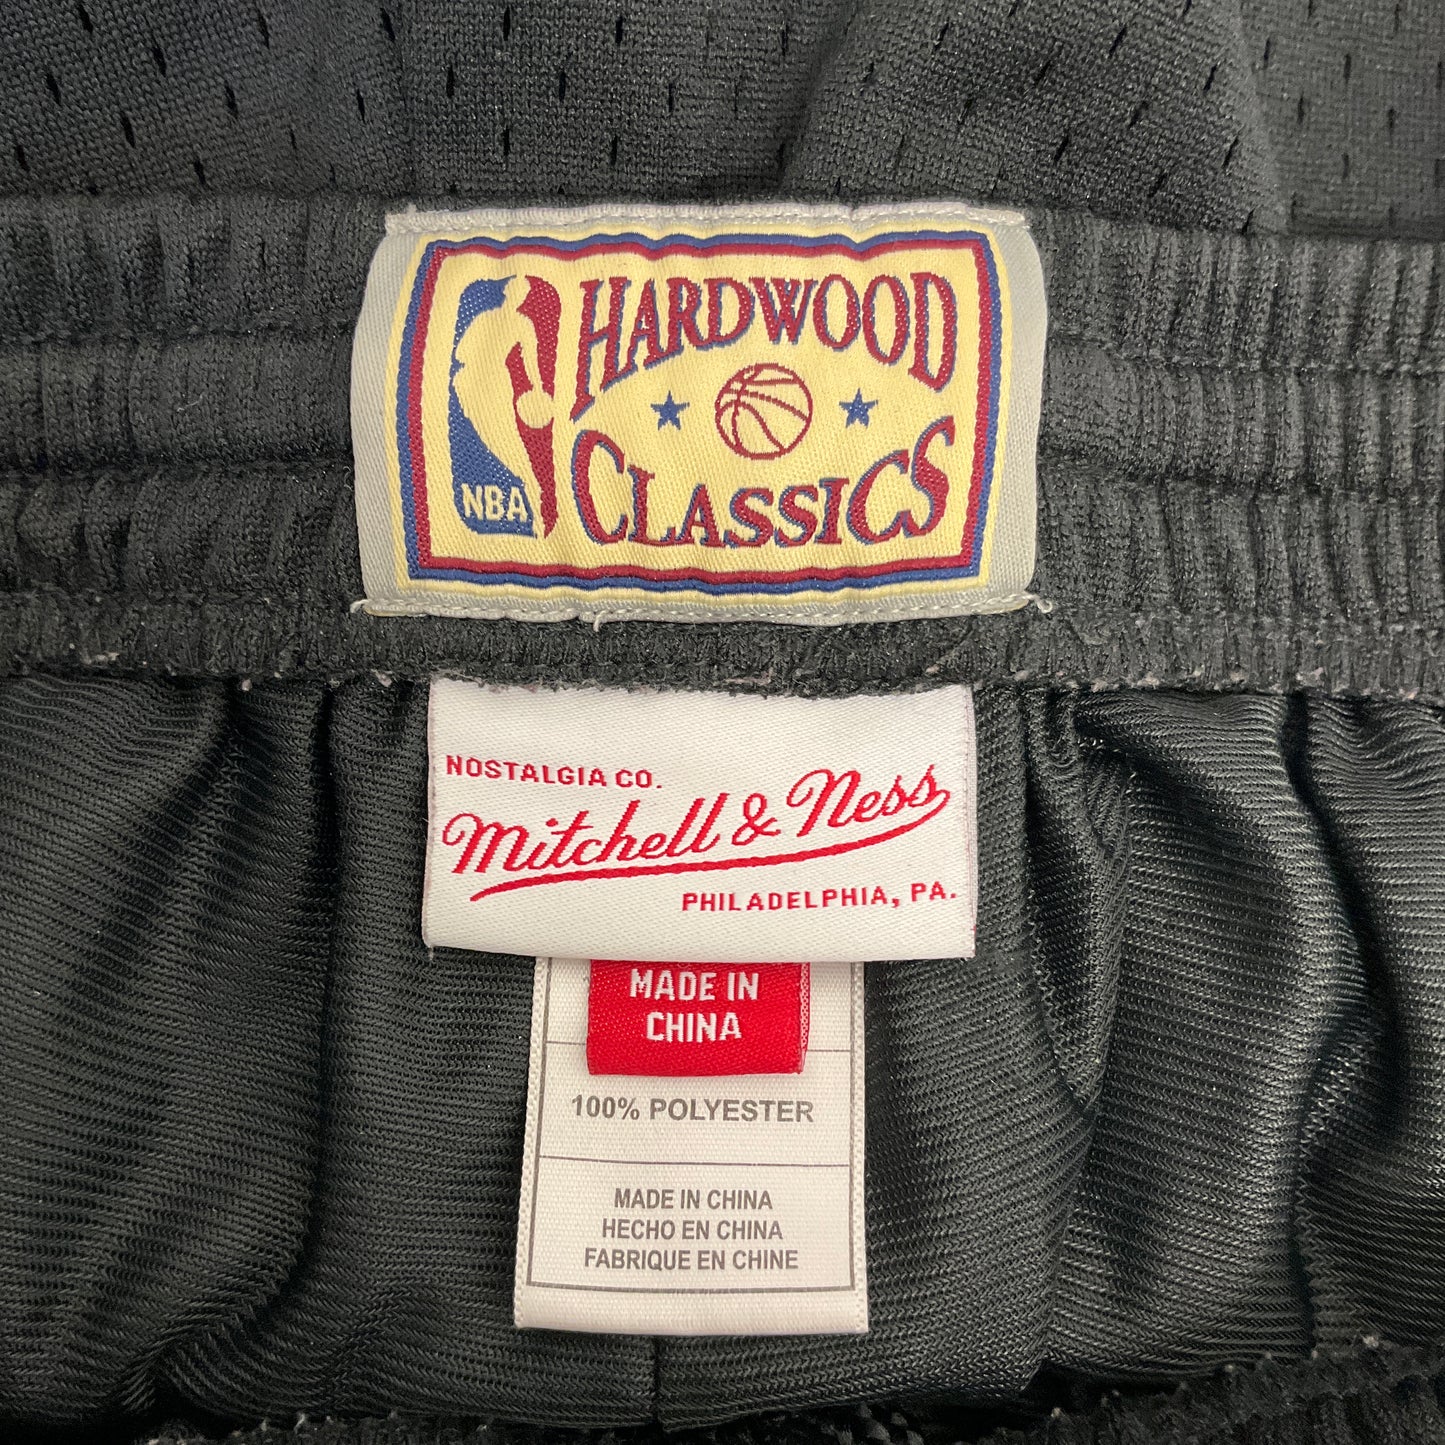 HARDWOOD
CLASSICS
NBA
NOSTALGIA CO.
Mitchell & Ness
PHILADELPHIA, PA.
MADE IN
CHINA
100% POLYESTER
MADE IN CHINA
HECHO EN CHINA
FABRIQUE EN CHINE